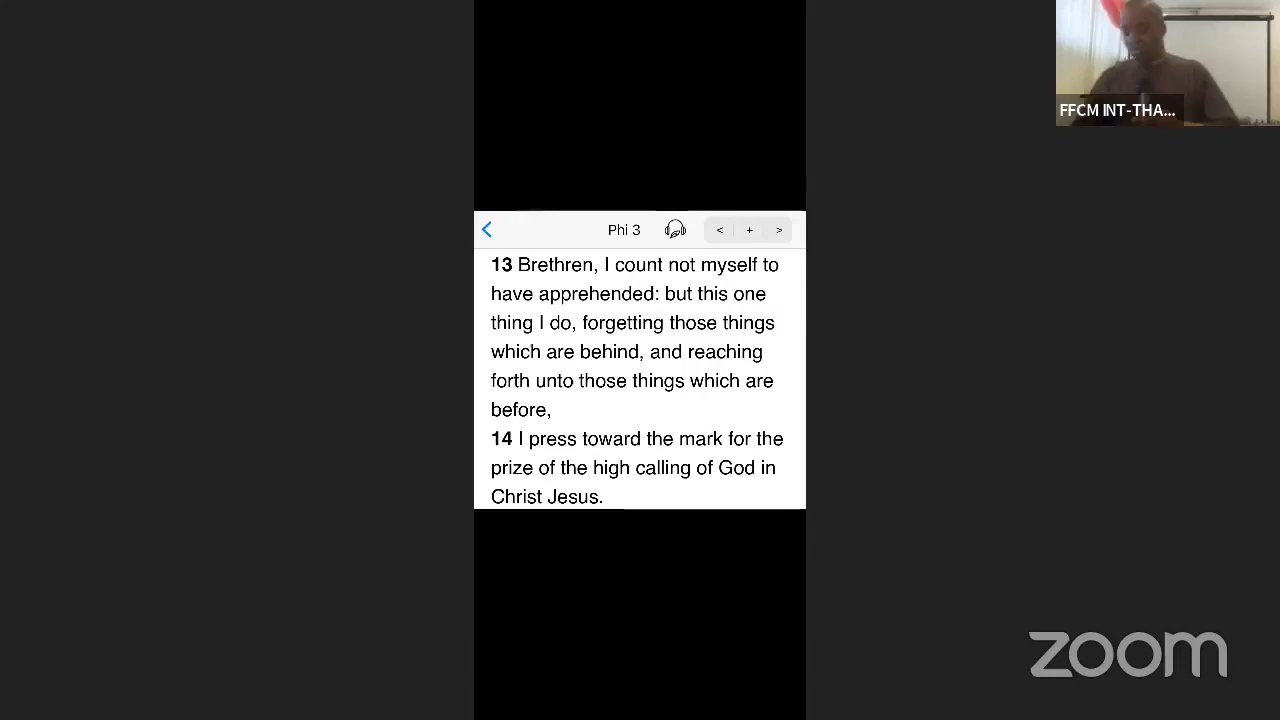 FFCM INT-THA...
Phi 3
< + >
13 Brethren, I count not myself to
have apprehended: but this one
thing I do, forgetting those things
which are behind, and reaching
forth unto those things which are
before,
14 I press toward the mark for the
prize of the high calling of God in
Christ Jesus.
zoom